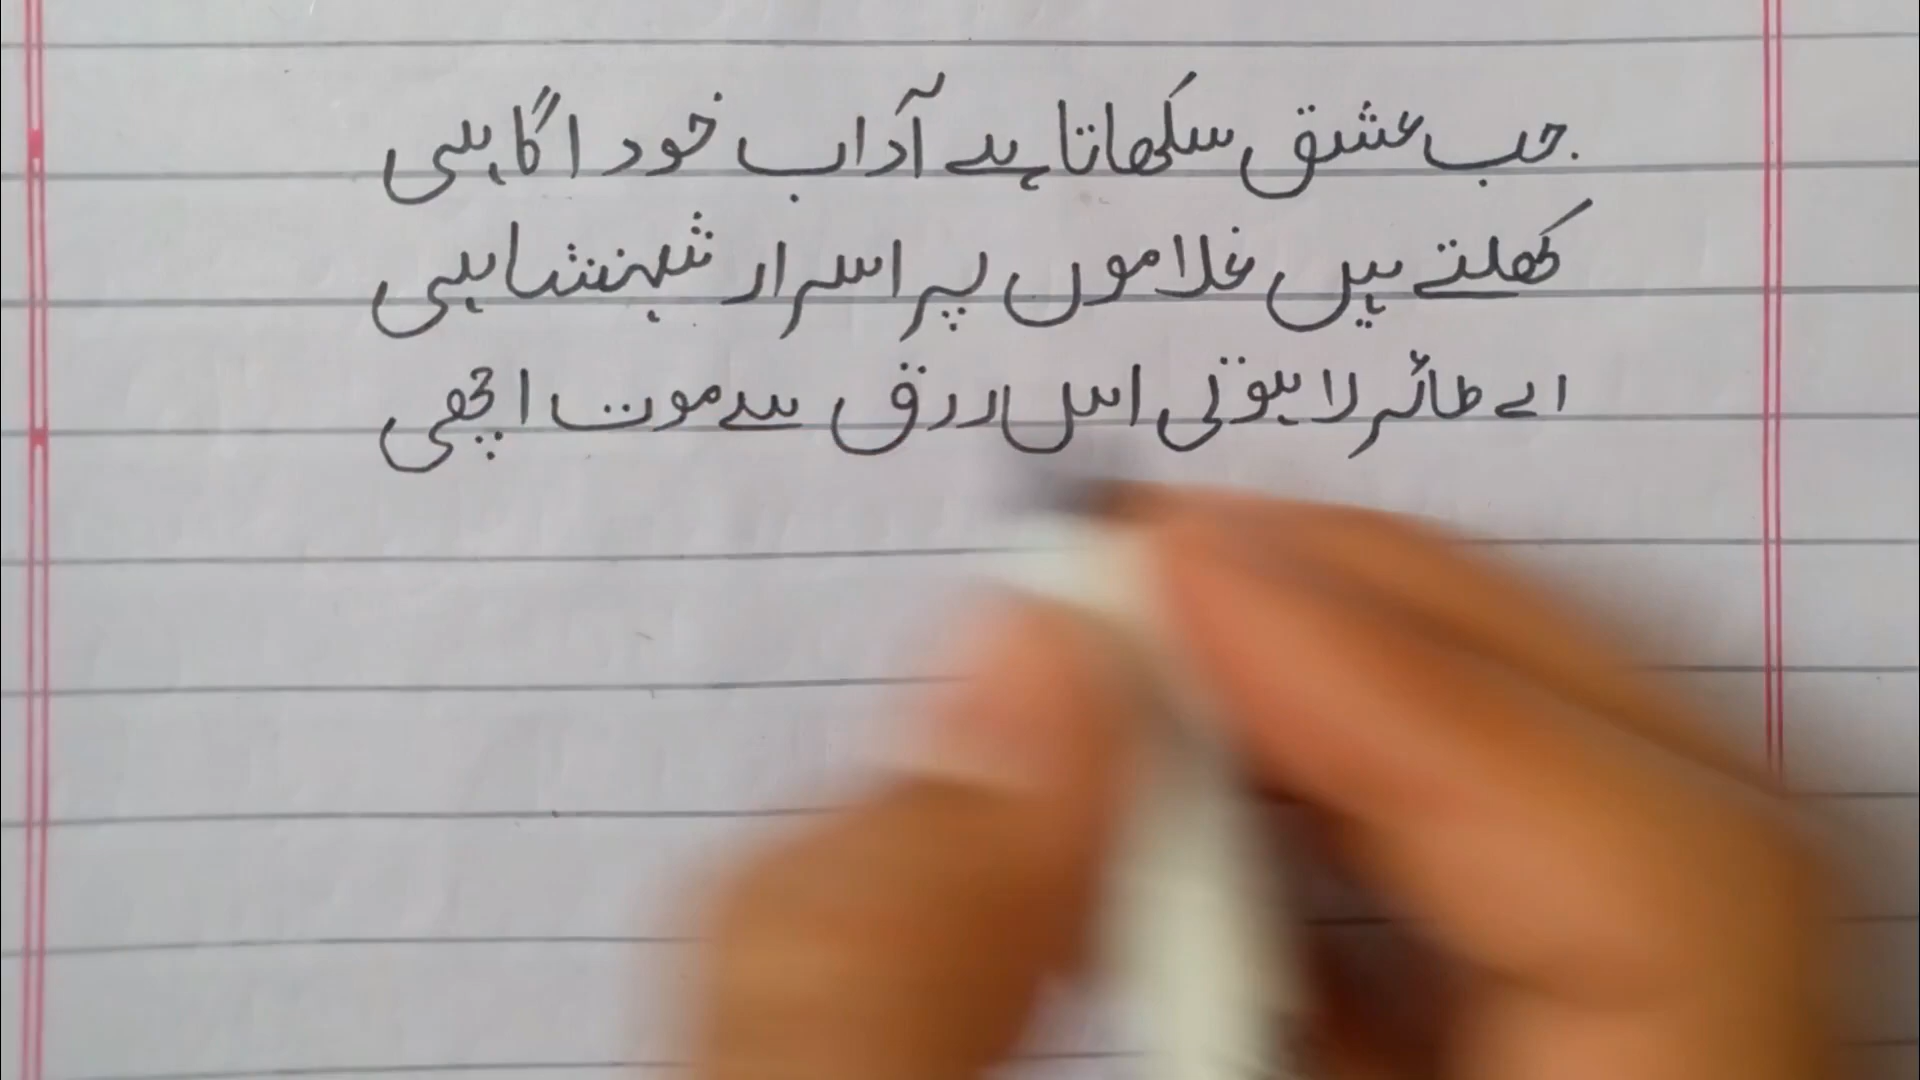 جب عشق سکھاتا ہے آداب خود اگاہی
کھلتے ہیں غلاموں پر اسرار شہنشاہی
اے طائر لاہوتی اس رزق سے موت اچھی